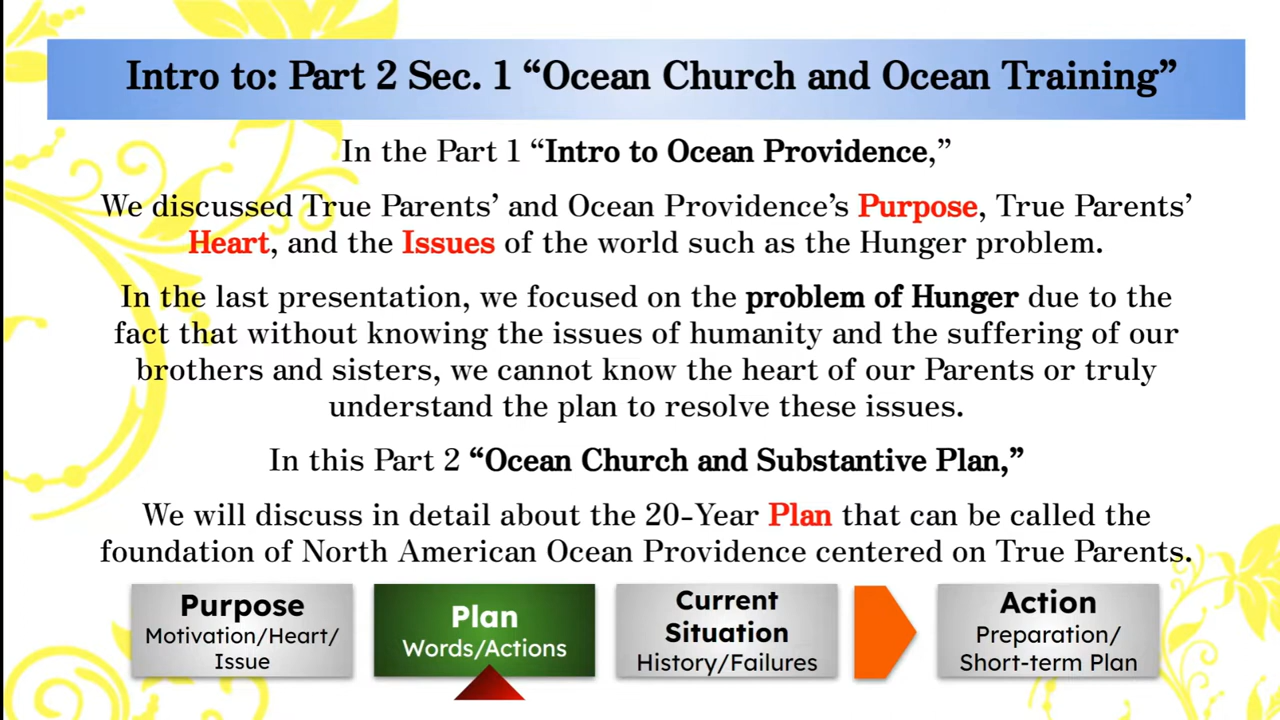 Intro to: Part 2 Sec. 1 “Ocean Church and Ocean Training”
In the Part 1 “Intro to Ocean Providence,”
We discussed True Parents’ and Ocean Providence’s Purpose, True Parents’
Heart, and the Issues of the world such as the Hunger problem.
In the last presentation, we focused on the problem of Hunger due to the
fact that without knowing the issues of humanity and the suffering of our
brothers and sisters, we cannot know the heart of our Parents or truly
understand the plan to resolve these issues.
In this Part 2 “Ocean Church and Substantive Plan,”
We will discuss in detail about the 20-Year Plan that can be called the
foundation of North American Ocean Providence centered on True Parents.
Purpose
Motivation/Heart/
Issue
Plan
Words/Actions
Current
Situation
History/Failures
Action
Preparation/
Short-term Plan